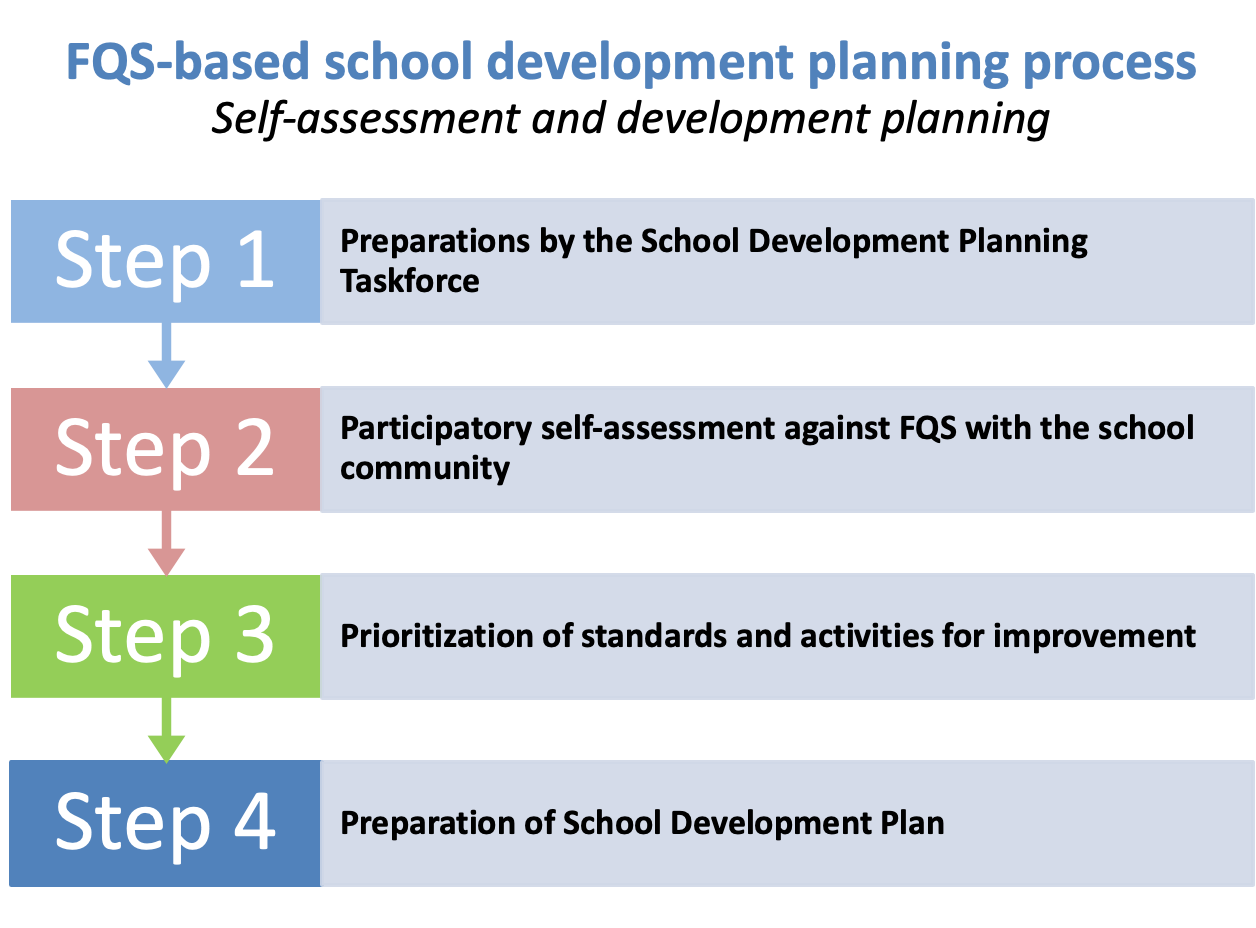 FQS-based school development planning process
Self-assessment and development planning
Step 1
Preparations by the School Development Planning
Taskforce
Step 2
Participatory self-assessment against FQS with the school
community
Step 3
Prioritization of standards and activities for improvement
Step 4
Preparation of School Development Plan